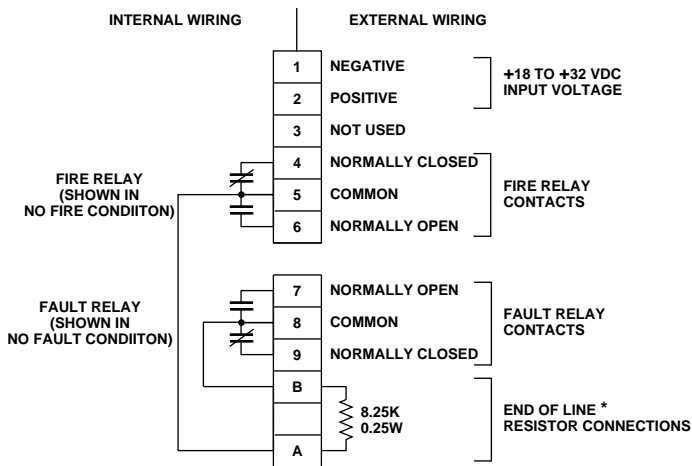 INTERNAL WIRING
EXTERNAL WIRING
1 NEGATIVE
2 POSITIVE
+18 TO +32 VDC
INPUT VOLTAGE
3 NOT USED
4 NORMALLY CLOSED
5 COMMON
6 NORMALLY OPEN
FIRE RELAY
(SHOWN IN
NO FIRE CONDIITON)
FIRE RELAY
CONTACTS
7 NORMALLY OPEN
8 COMMON
9 NORMALLY CLOSED
FAULT RELAY
(SHOWN IN
NO FAULT CONDIITON)
FAULT RELAY
CONTACTS
B
A
8.25K
0.25W
END OF LINE *
RESISTOR CONNECTIONS